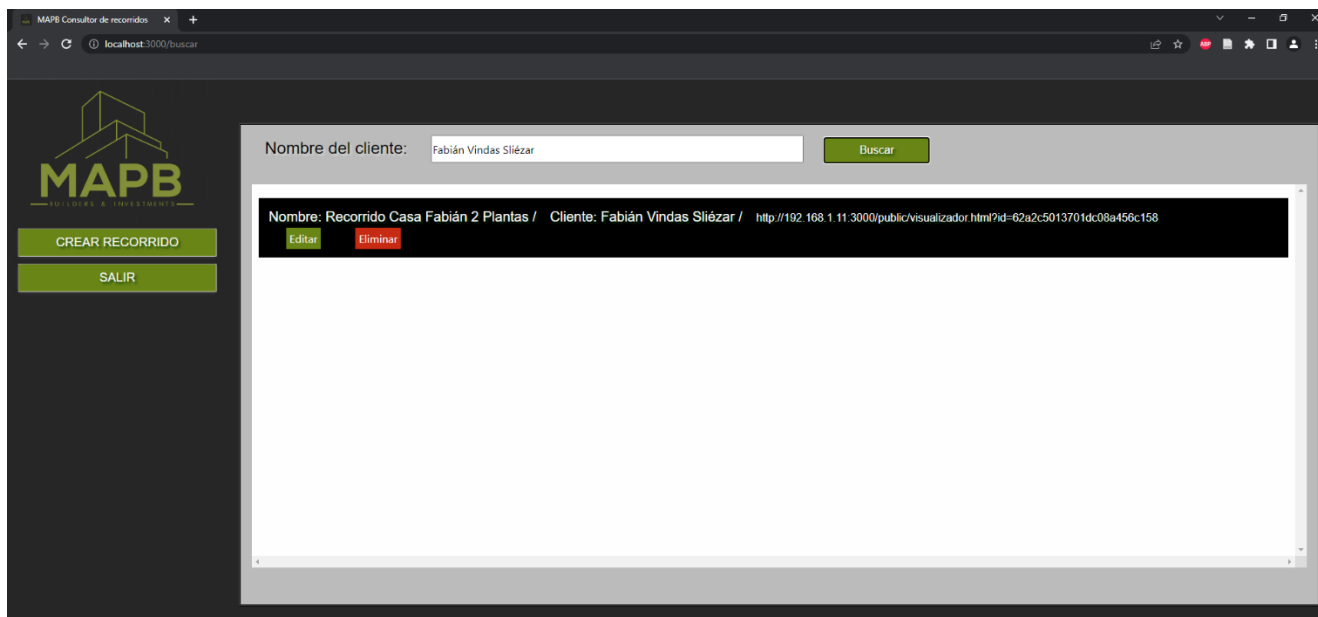 MAPB Consultor de recorridos
localhost:3000/buscar
ABP
MAPB
BUILDERS & INVESTMENTS
CREAR RECORRIDO
SALIR
Nombre del cliente: Fabián Vindas Sliézar Buscar
Nombre: Recorrido Casa Fabián 2 Plantas / Cliente: Fabián Vindas Sliézar / http://192.168.1.11:3000/public/visualizador.html?id=62a2c5013701dc08a456c158
Editar Eliminar